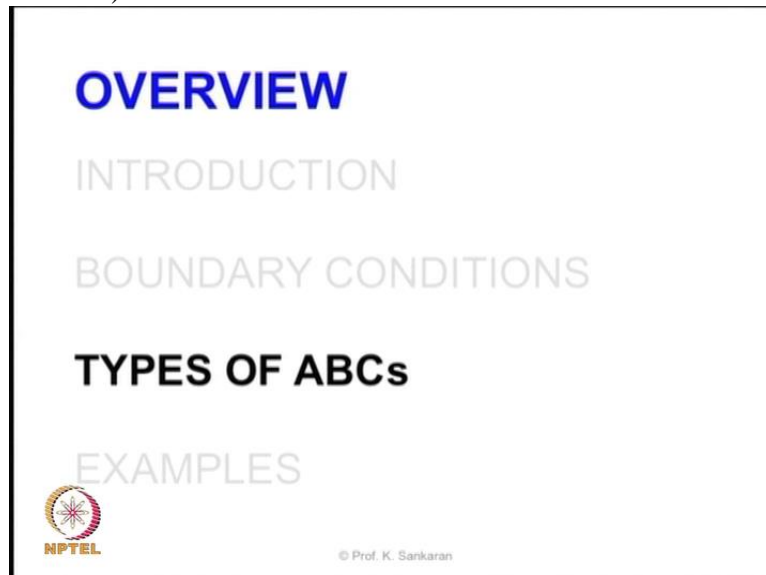 OVERVIEW
INTRODUCTION
BOUNDARY CONDITIONS
TYPES OF ABCs
EXAMPLES
NPTEL
© Prof. K. Sankaran